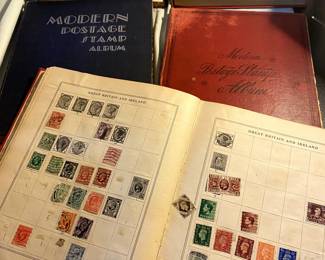 MODERN
POSTAGE
STAMP
ALBUM
Modern
Postage Stamp
Album
GREAT BRITAIN AND IRELAND
GREAT BRITAIN AND IRELAND